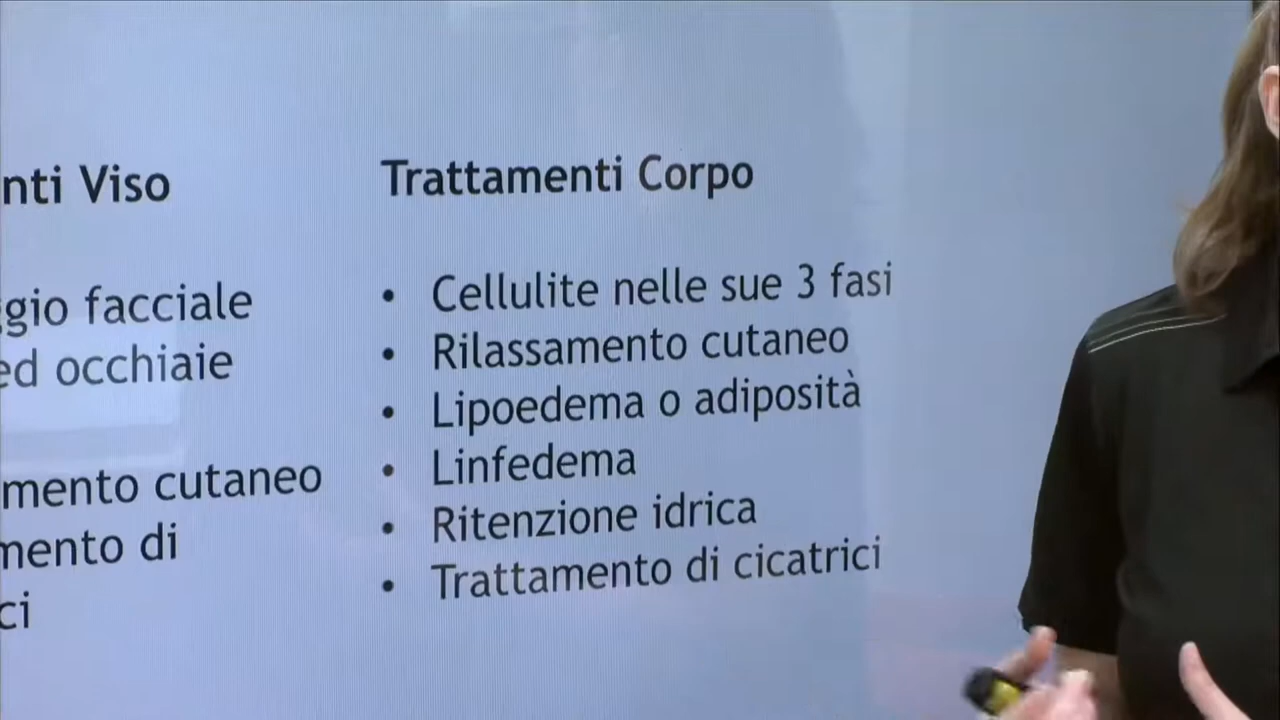 nti Viso
gio facciale
ed occhiaie
mento cutaneo
mento di
ci
Trattamenti Corpo
• Cellulite nelle sue 3 fasi
• Rilassamento cutaneo
• Lipoedema o adiposità
• Linfedema
• Ritenzione idrica
• Trattamento di cicatrici